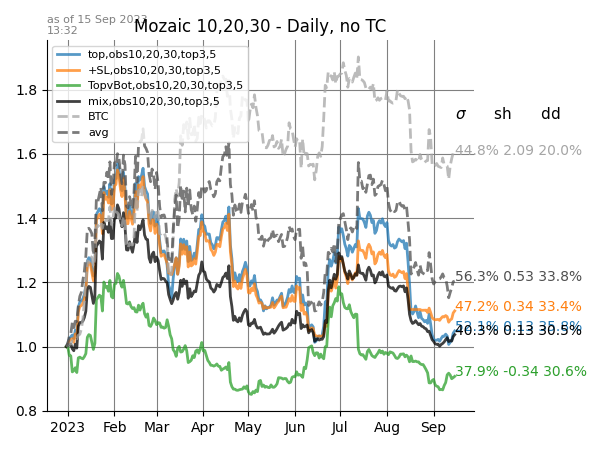 as of 15 Sep 2023
13:32
Mozaic 10,20,30 - Daily, no TC
top,obs10,20,30,top3,5
+SL,obs10,20,30,top3,5
TopvBot,obs10,20,30,top3,5
mix,obs10,20,30,top3,5
BTC
avg
σ sh dd
44.8% 2.09 20.0%
56.3% 0.53 33.8%
47.2% 0.34 33.4%
0.13 30.5%
37.9% -0.34 30.6%
1.8
1.6
1.4
1.2
1.0
0.8
2023 Feb Mar Apr May Jun Jul Aug Sep